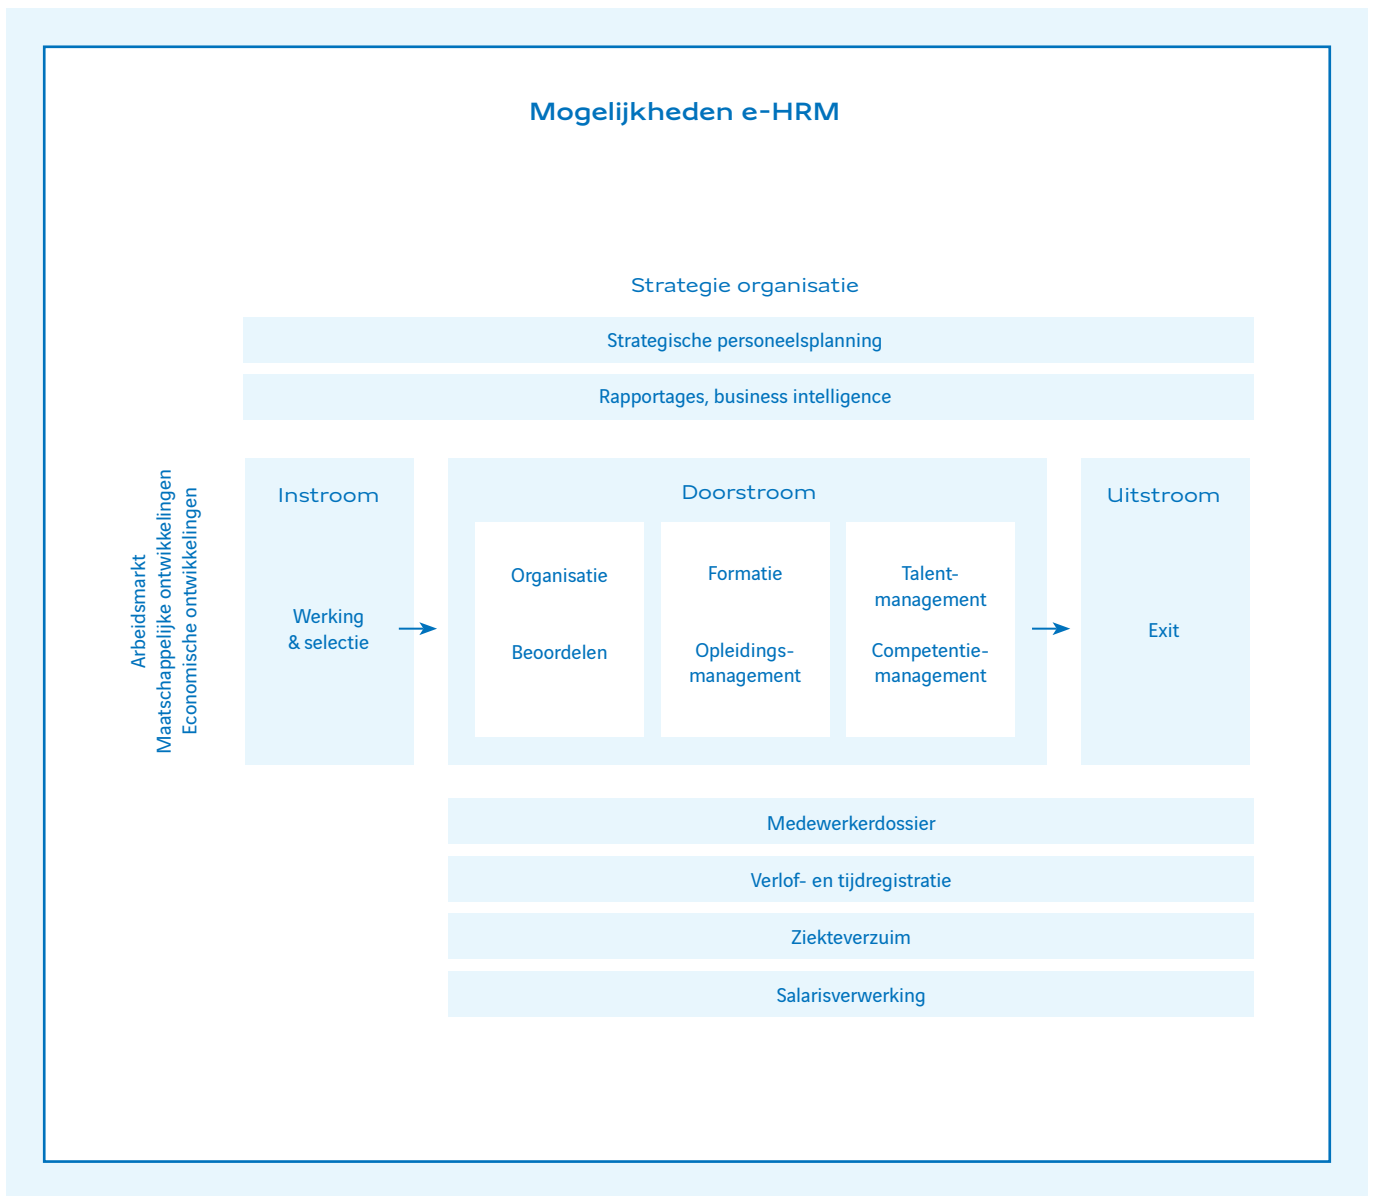 Mogelijkheden e-HRM
Strategie organisatie
Strategische personeelsplanning
Rapportages, business intelligence
Arbeidsmarkt
Maatschappelijke ontwikkelingen
Economische ontwikkelingen
Instroom
Werking
& selectie
Doorstroom
Organisatie
Beoordelen
Formatie
Opleidings-
management
Talent-
management
Competentie-
management
Uitstroom
Exit
Medewerkerdossier
Verlof- en tijdregistratie
Ziekteverzuim
Salarisverwerking